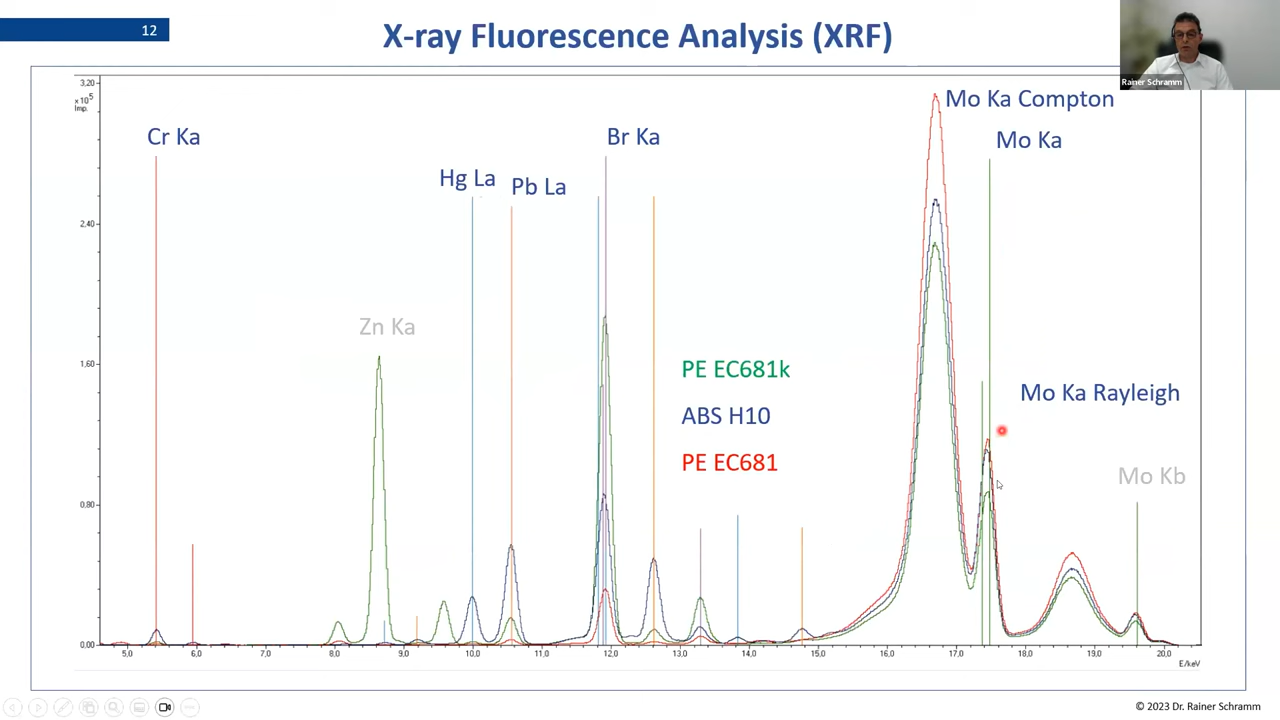 12
X-ray Fluorescence Analysis (XRF)
Rainer Schramm
3,20
x 10⁵
Imp.
Mo Ka Compton
Cr Ka
Br Ka
Mo Ka
Hg La
Pb La
2,40
Zn Ka
1,60
PE EC681k
Mo Ka Rayleigh
ABS H10
PE EC681
Mo Kb
0,80
0,00
5,0 6,0 7,0 8,0 9,0 10,0 11,0 12,0 13,0 14,0 15,0 16,0 17,0 18,0 19,0 20,0
E/keV
© 2023 Dr. Rainer Schramm